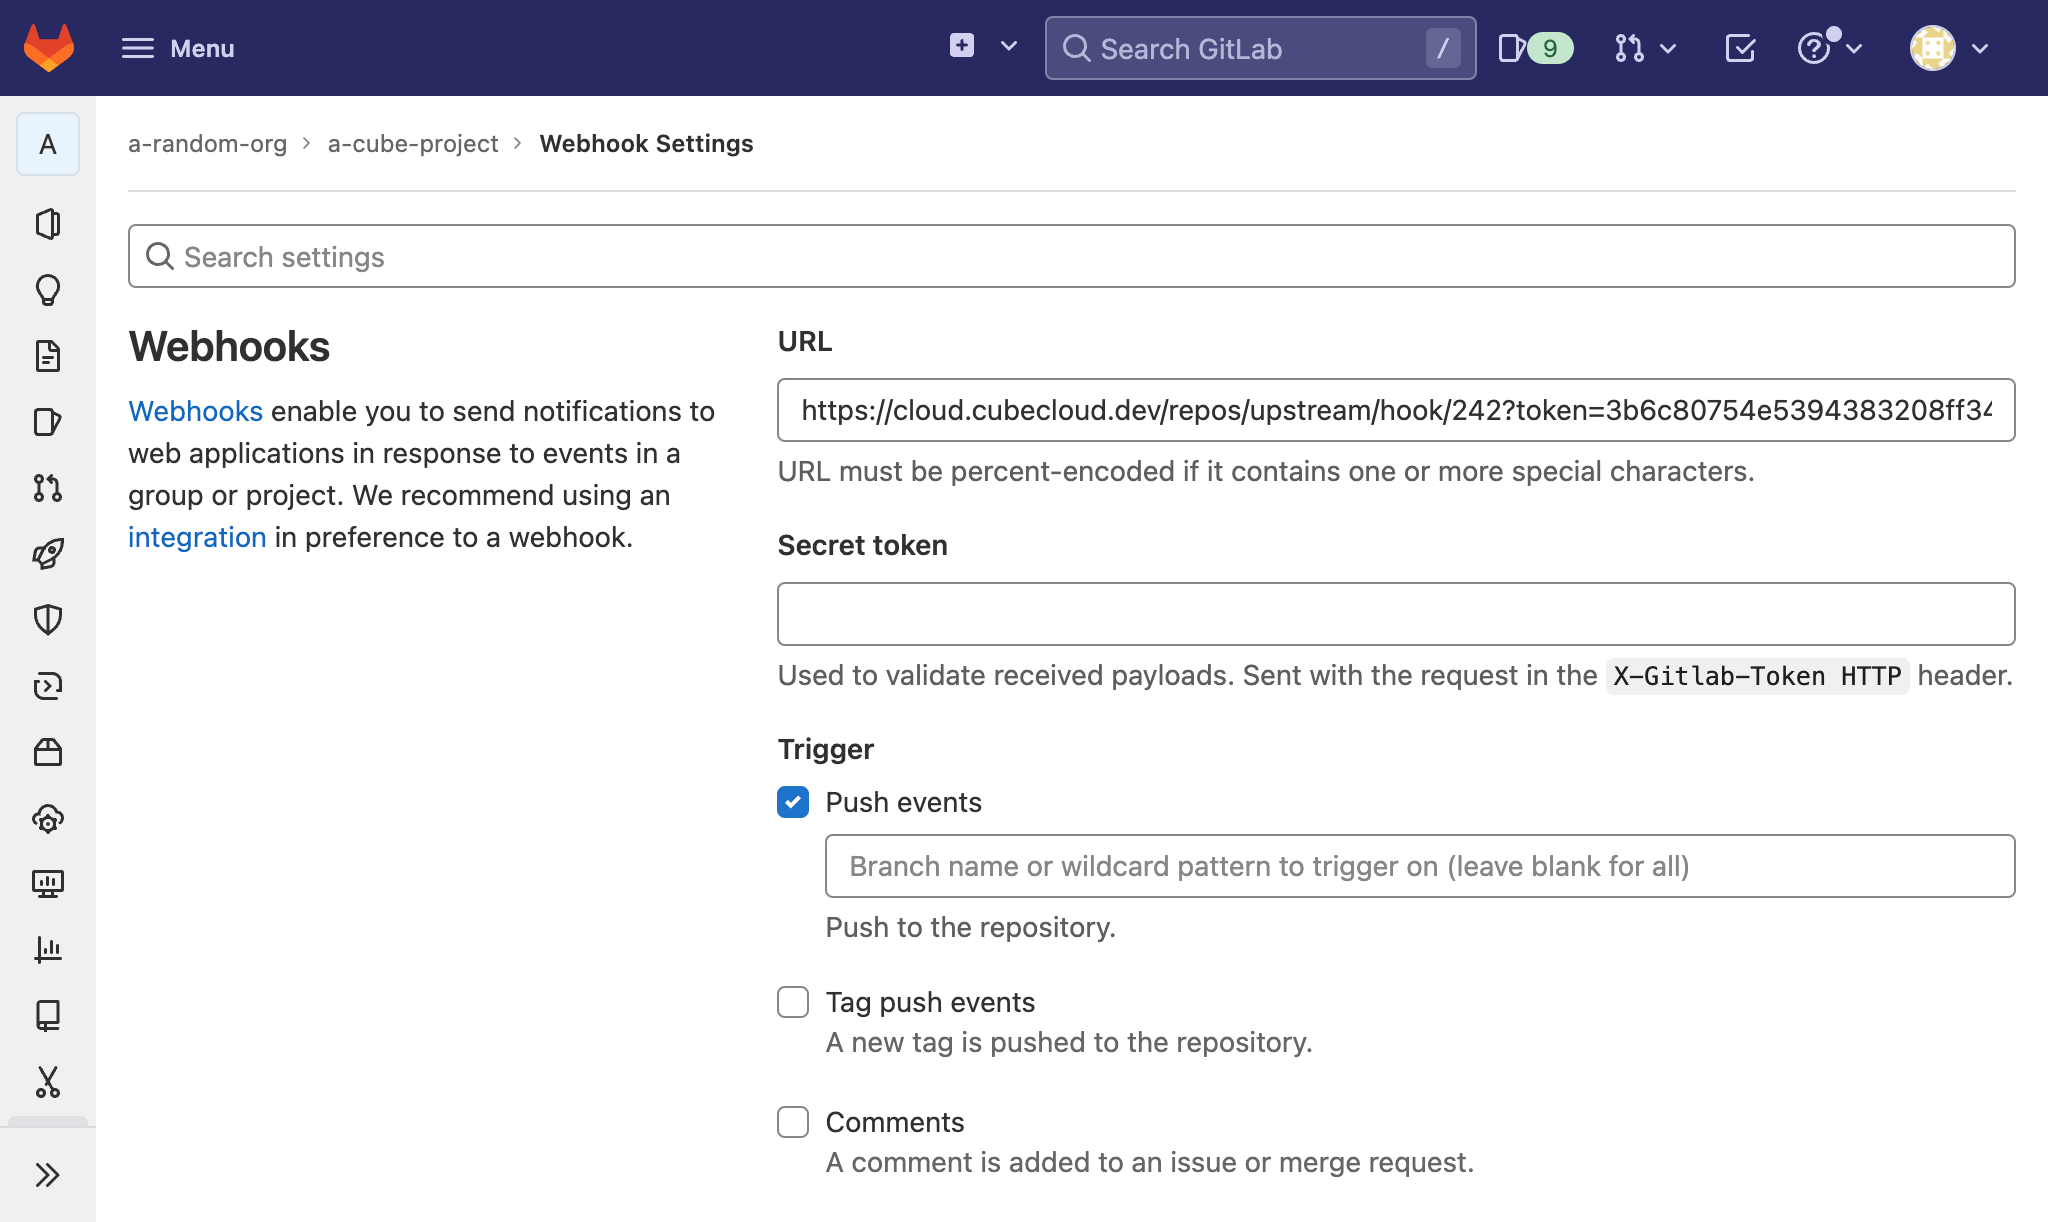 Menu
Search GitLab /
9
A
a-random-org › a-cube-project › Webhook Settings
Search settings
Webhooks
Webhooks enable you to send notifications to
web applications in response to events in a
group or project. We recommend using an
integration in preference to a webhook.
URL
https://cloud.cubecloud.dev/repos/upstream/hook/242?token=3b6c80754e5394383208ff34
URL must be percent-encoded if it contains one or more special characters.
Secret token
Used to validate received payloads. Sent with the request in the X-Gitlab-Token HTTP header.
Trigger
Push events
Branch name or wildcard pattern to trigger on (leave blank for all)
Push to the repository.
Tag push events
A new tag is pushed to the repository.
Comments
A comment is added to an issue or merge request.